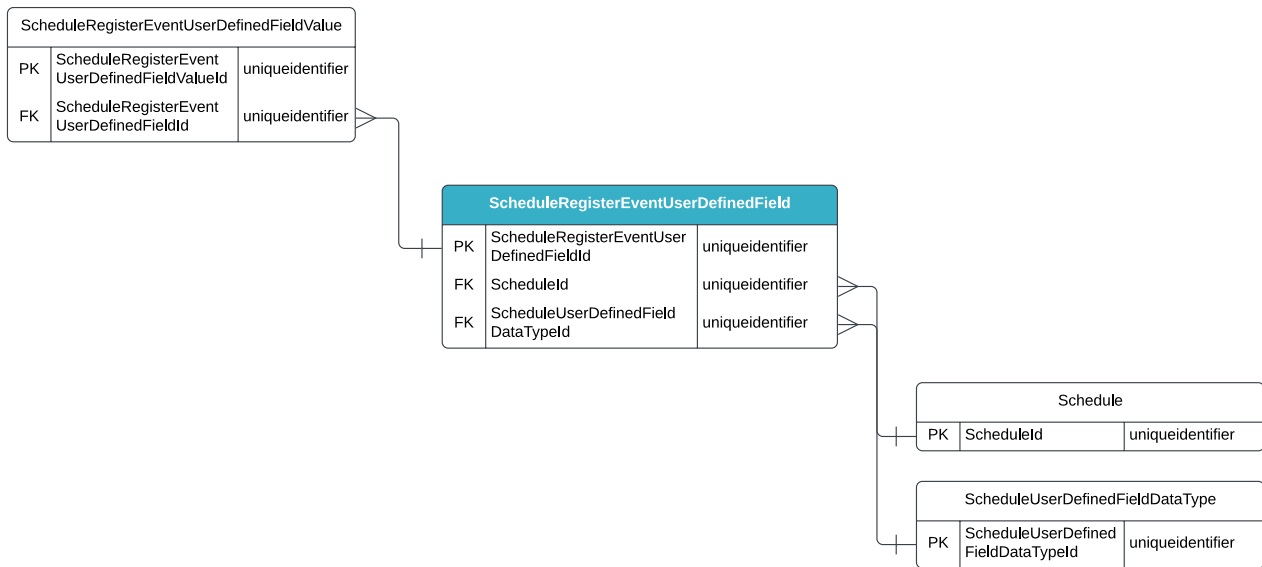 ScheduleRegisterEventUserDefinedFieldValue
PK
ScheduleRegisterEvent
UserDefinedFieldValueId
uniqueidentifier
FK
ScheduleRegisterEvent
UserDefinedFieldId
uniqueidentifier
ScheduleRegisterEventUserDefinedField
PK
ScheduleRegisterEventUser
DefinedFieldId
uniqueidentifier
FK
ScheduleId
uniqueidentifier
FK
ScheduleUserDefinedField
DataTypeId
uniqueidentifier
Schedule
PK
ScheduleId
uniqueidentifier
ScheduleUserDefinedFieldDataType
PK
ScheduleUserDefined
FieldDataTypeId
uniqueidentifier